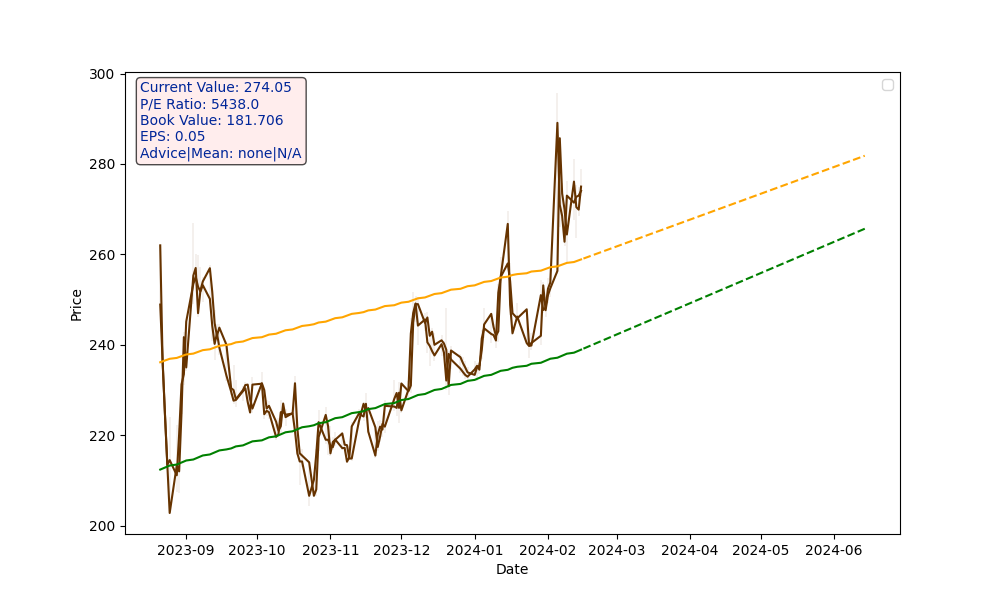 Current Value: 274.05
P/E Ratio: 5438.0
Book Value: 181.706
EPS: 0.05
Advice|Mean: none|N/A
300
280
260
240
220
200
Price
2023-09 2023-10 2023-11 2023-12 2024-01 2024-02 2024-03 2024-04 2024-05 2024-06
Date